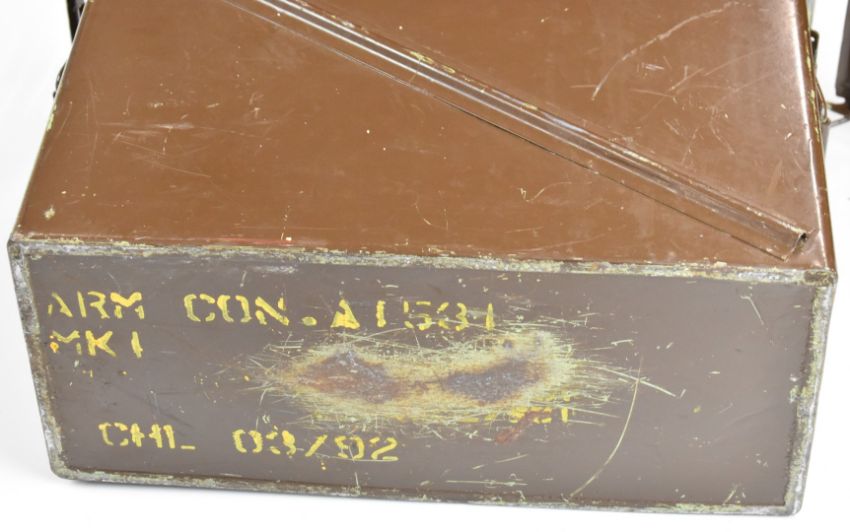 ARM CON. A1531
MK1
CHL 03/92